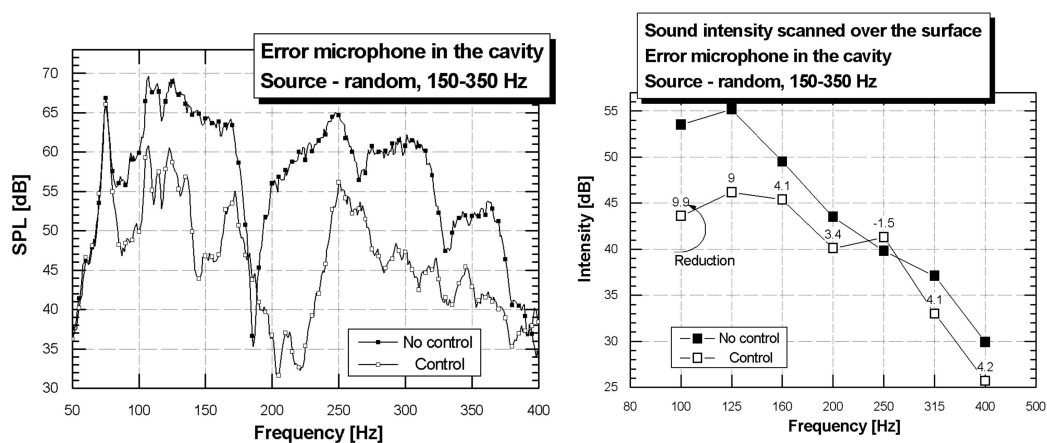 Error microphone in the cavity
Source - random, 150-350 Hz
SPL [dB]
70
65
60
55
50
45
40
35
30
No control
Control
50
100
150
200
250
300
350
400
Frequency [Hz]
Sound intensity scanned over the surface
Error microphone in the cavity
Source - random, 150-350 Hz
Intensity [dB]
55
50
45
40
35
30
25
9.9
9
4.1
3.4
-1.5
4.1
4.2
Reduction
No control
Control
80
100
125
160
200
250
315
400
500
Frequency [Hz]